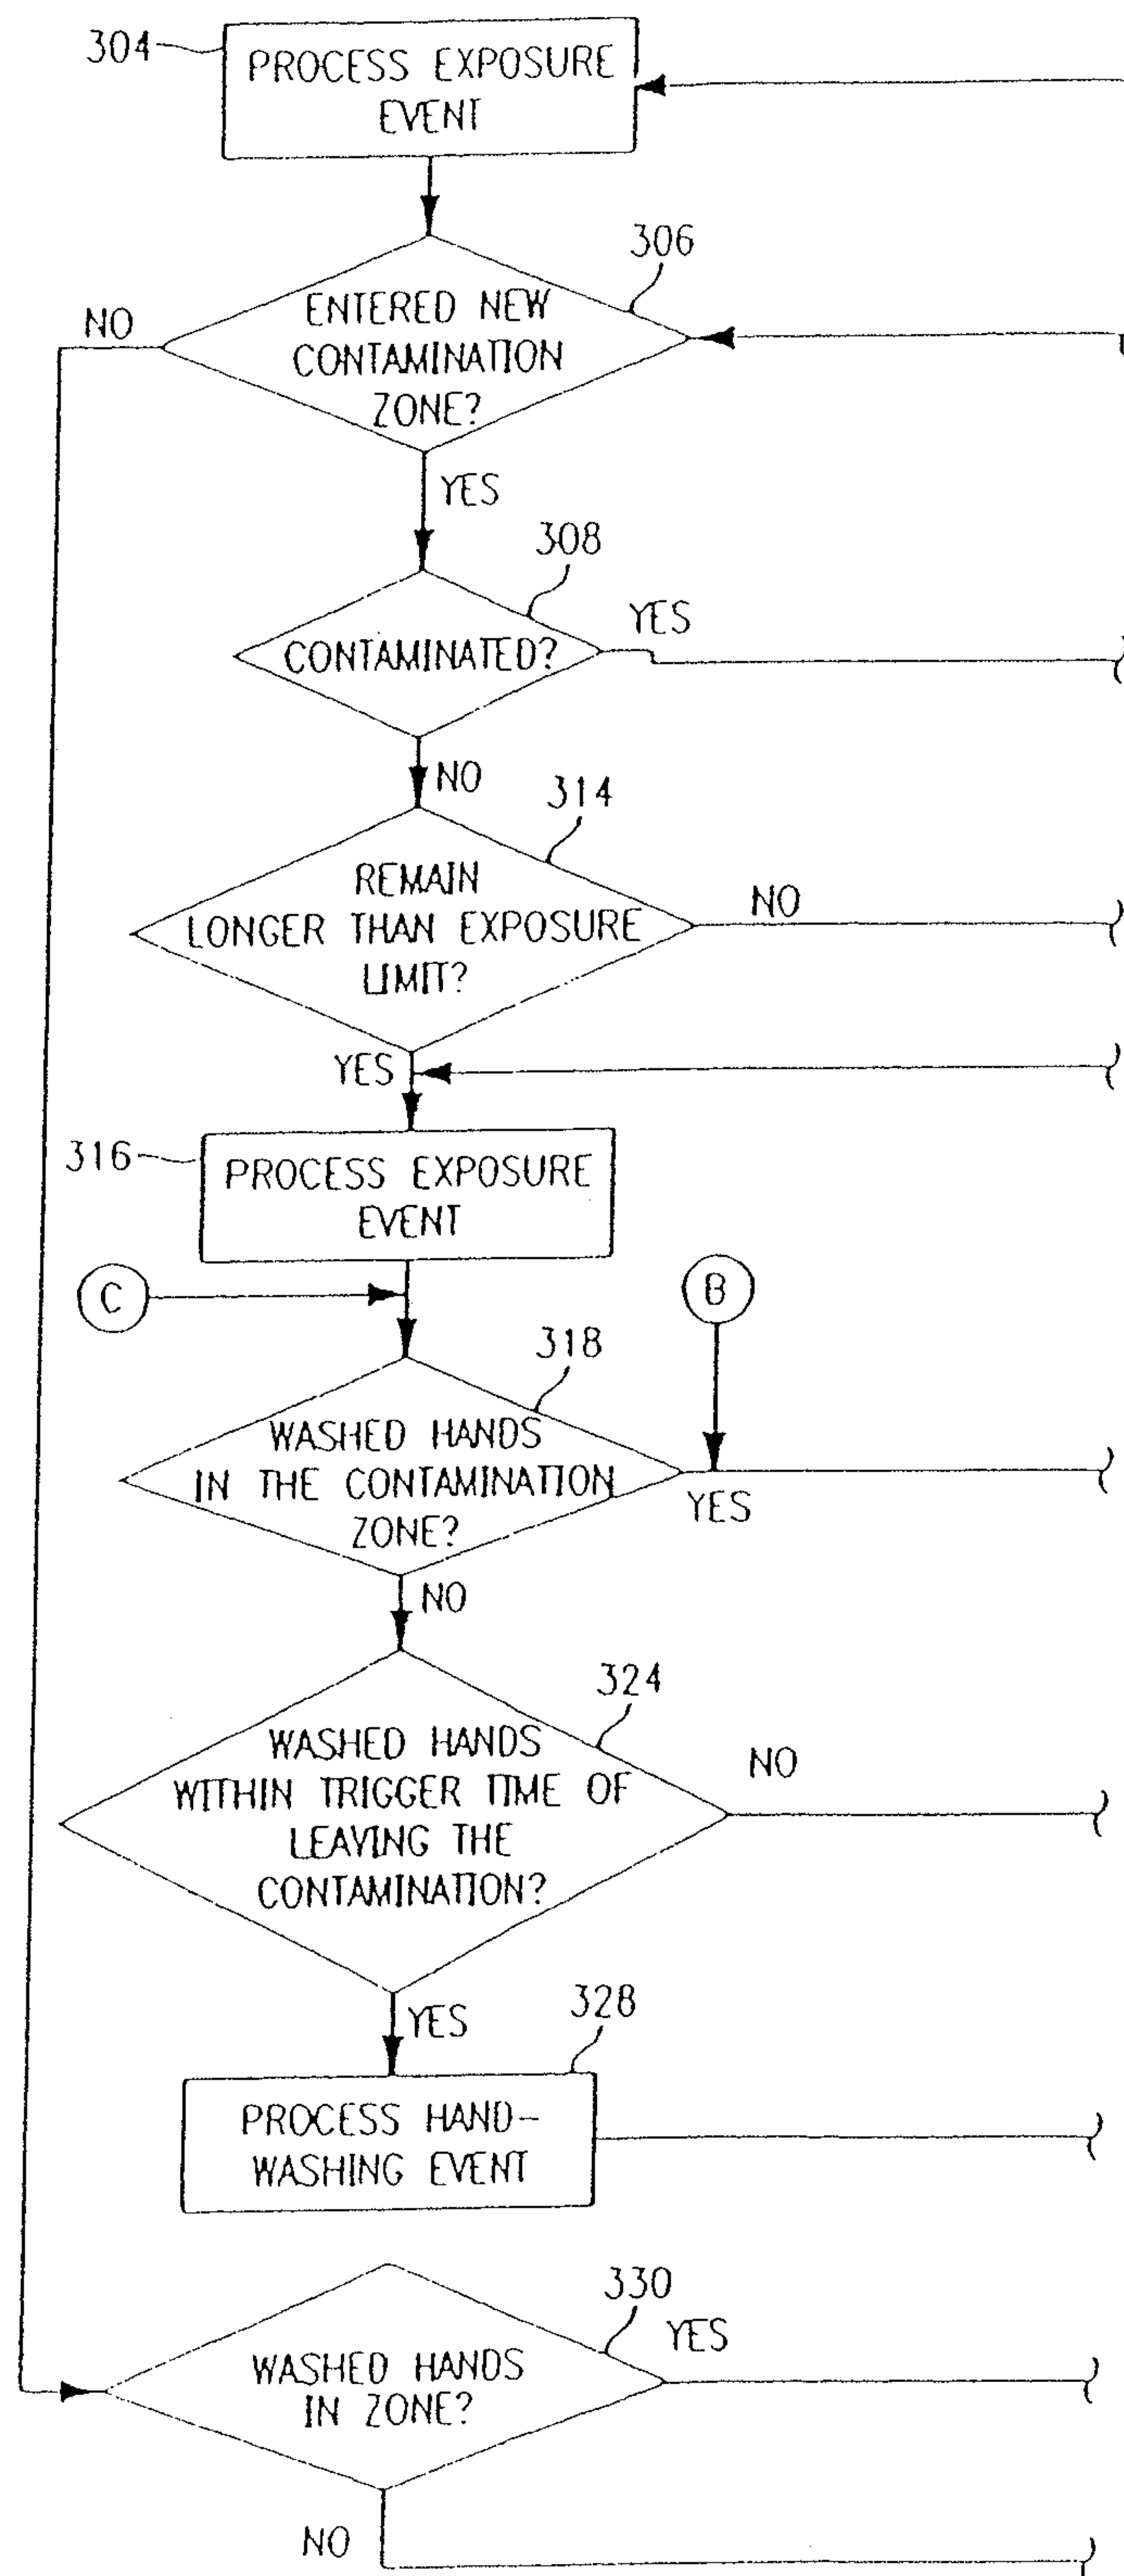 304
PROCESS EXPOSURE
EVENT
306
NO
ENTERED NEW
CONTAMINATION
ZONE?
YES
308
YES
CONTAMINATED?
NO
314
REMAIN
LONGER THAN EXPOSURE
LIMIT?
NO
YES
316
PROCESS EXPOSURE
EVENT
C
B
318
WASHED HANDS
IN THE CONTAMINATION
ZONE?
YES
NO
324
WASHED HANDS
WITHIN TRIGGER TIME OF
LEAVING THE
CONTAMINATION?
NO
YES
328
PROCESS HAND-
WASHING EVENT
330
YES
WASHED HANDS
IN ZONE?
NO